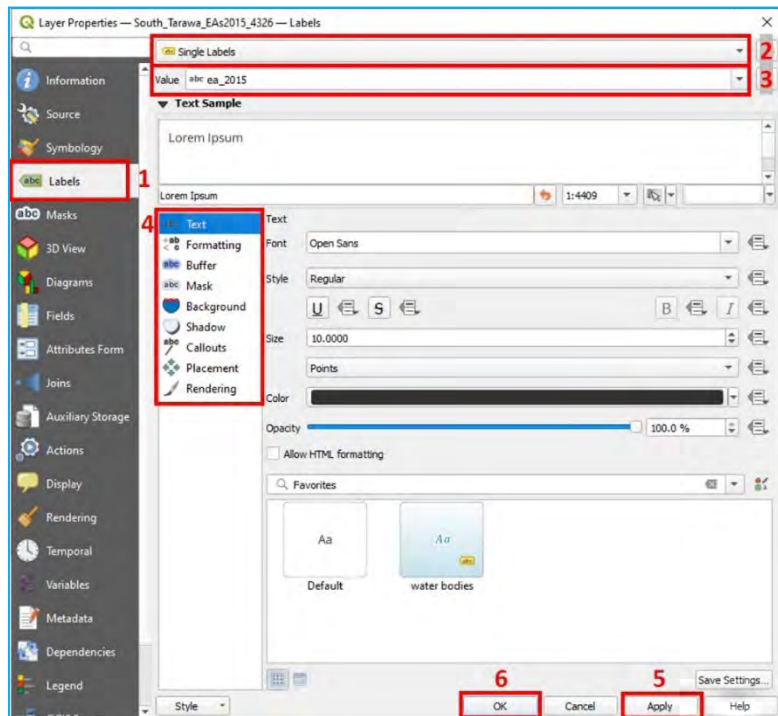 Layer Properties — South_Tarawa_EAs2015_4326 — Labels
Single Labels
2
Value abc ea_2015
3
Information
Source
Symbology
abc Labels
1
abc Masks
3D View
Diagrams
Fields
Attributes Form
Joins
Auxiliary Storage
Actions
Display
Rendering
Temporal
Variables
Metadata
Dependencies
Legend
Text Sample
Lorem Ipsum
Lorem Ipsum
1:4409
4
Text
Formatting
Buffer
Mask
Background
Shadow
Callouts
Placement
Rendering
Text
Font Open Sans
Style Regular
U S B I
Size 10.0000
Points
Color
Opacity 100.0 %
Allow HTML formatting
Favorites
Aa
Aa
Default
water bodies
6
5
Save Settings...
Style
OK
Cancel
Apply
Help